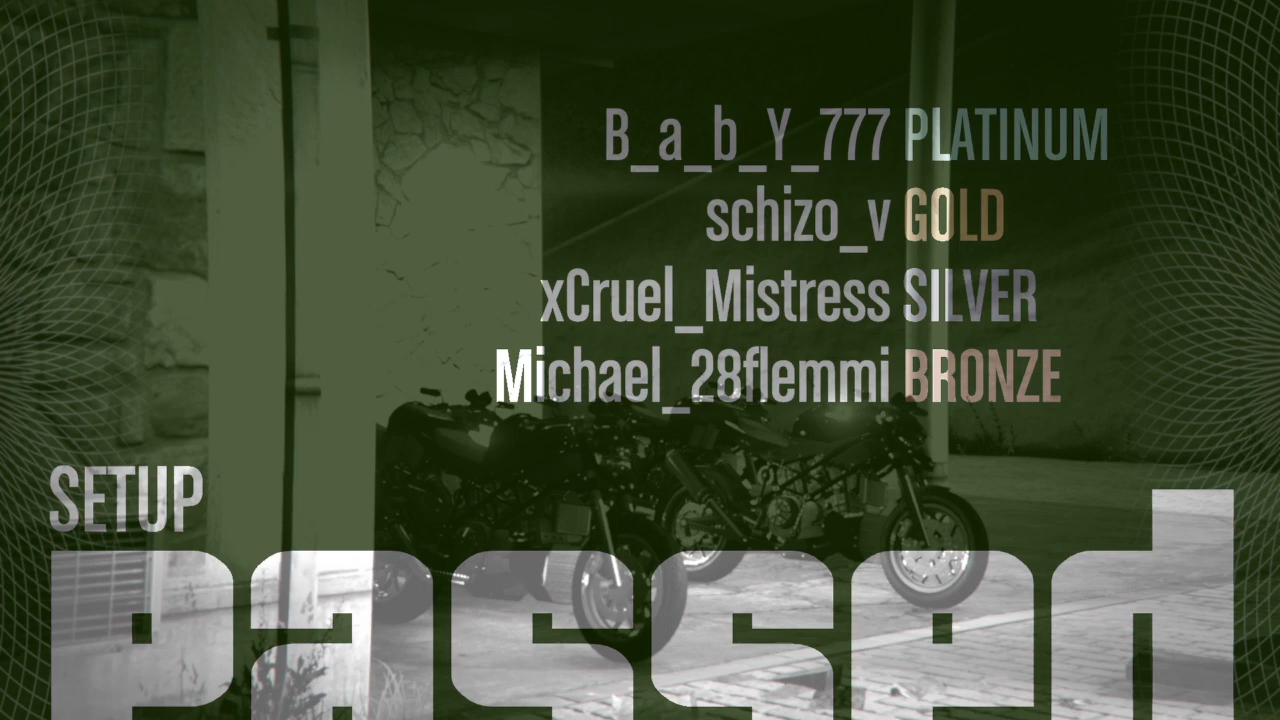 B_a_b_Y_777 PLATINUM
schizo_v GOLD
xCruel_Mistress SILVER
Michael_28flemmi BRONZE
SETUP
passed